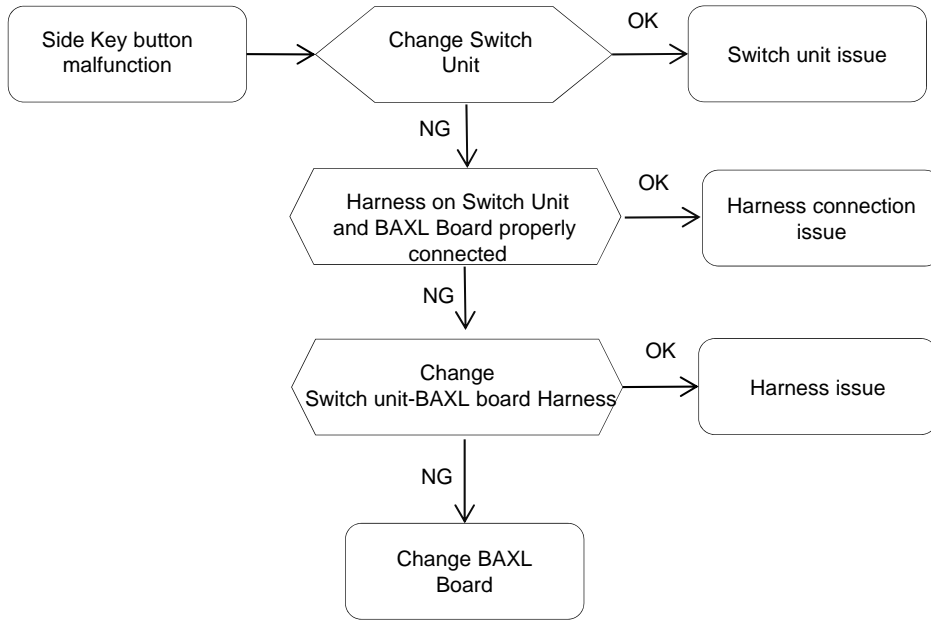 Side Key button
malfunction
Change Switch
Unit
OK
Switch unit issue
NG
Harness on Switch Unit
and BAXL Board properly
connected
OK
Harness connection
issue
NG
Change
Switch unit-BAXL board Harness
OK
Harness issue
NG
Change BAXL
Board